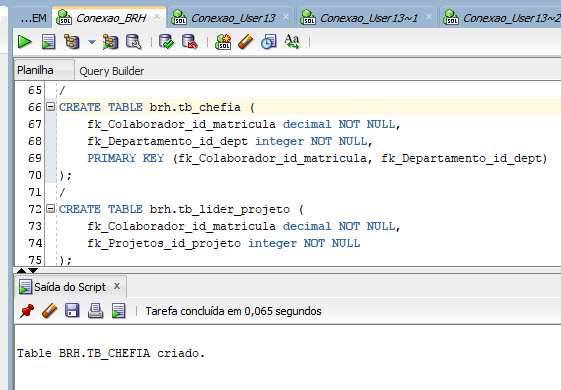 ...EM Conexao_BRH Conexao_User13 Conexao_User13~1 Conexao_User13~2
Planilha Query Builder
65 /
66 CREATE TABLE brh.tb_chefia (
67 fk_Colaborador_id_matricula decimal NOT NULL,
68 fk_Departamento_id_dept integer NOT NULL,
69 PRIMARY KEY (fk_Colaborador_id_matricula, fk_Departamento_id_dept)
70 );
71 /
72 CREATE TABLE brh.tb_lider_projeto (
73 fk_Colaborador_id_matricula decimal NOT NULL,
74 fk_Projetos_id_projeto integer NOT NULL
75 );
Saída do Script x
Tarefa concluída em 0,065 segundos
Table BRH.TB_CHEFIA criado.